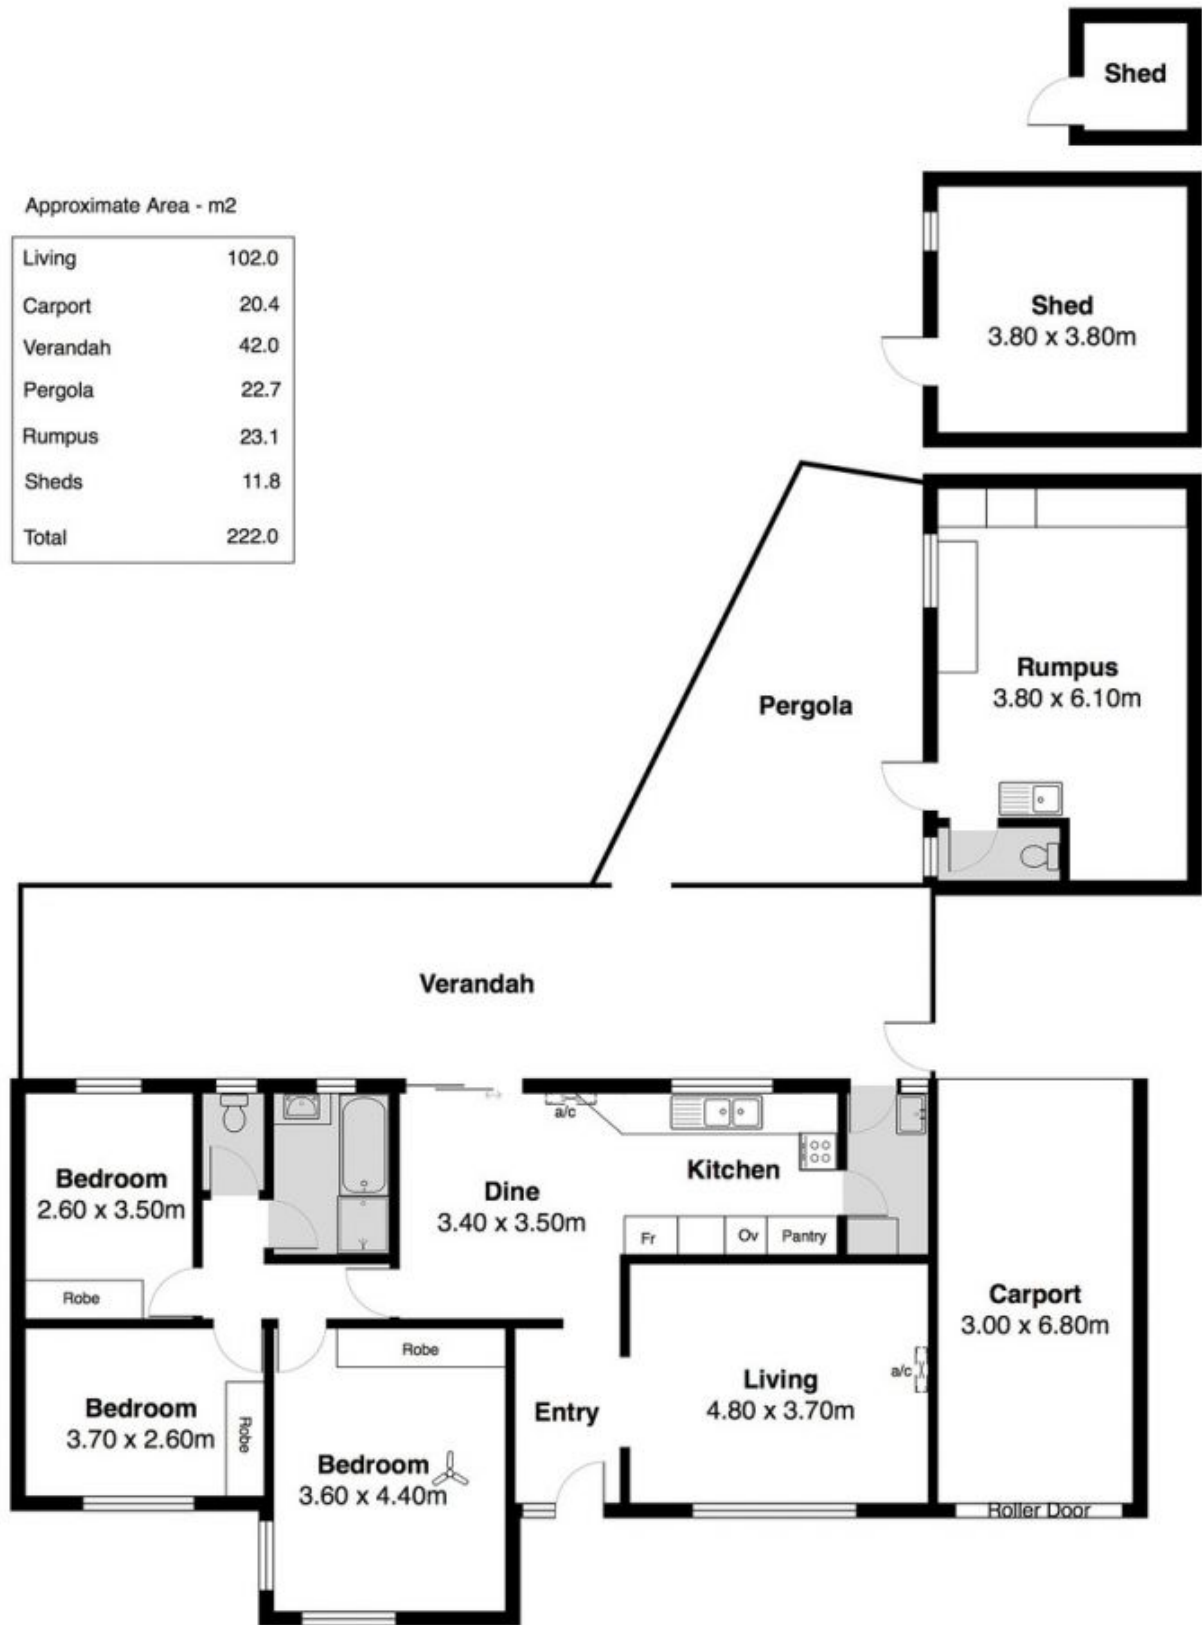 Shed
Approximate Area - m2
Living 102.0
Carport 20.4
Verandah 42.0
Pergola 22.7
Rumpus 23.1
Sheds 11.8
Total 222.0
Shed
3.80 x 3.80m
Rumpus
3.80 x 6.10m
Pergola
Verandah
a/c
Bedroom
2.60 x 3.50m
Robe
Dine
3.40 x 3.50m
Kitchen
Fr
Ov
Pantry
Carport
3.00 x 6.80m
Roller Door
Bedroom
3.70 x 2.60m
Robe
Robe
Bedroom
3.60 x 4.40m
Entry
Living
4.80 x 3.70m
a/c